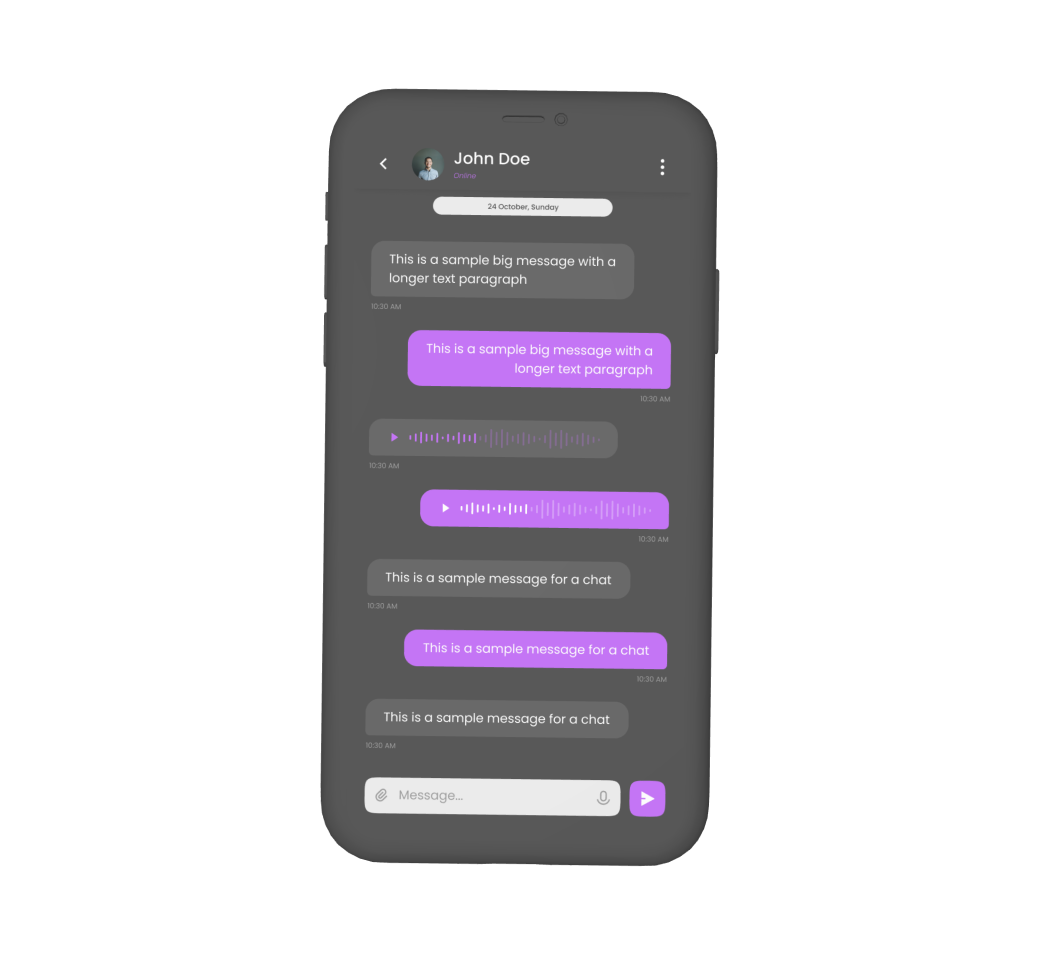 John Doe
Online
24 October, Sunday
This is a sample big message with a
longer text paragraph
10:30 AM
This is a sample big message with a
longer text paragraph
10:30 AM
10:30 AM
10:30 AM
This is a sample message for a chat
10:30 AM
This is a sample message for a chat
10:30 AM
This is a sample message for a chat
10:30 AM
Message...